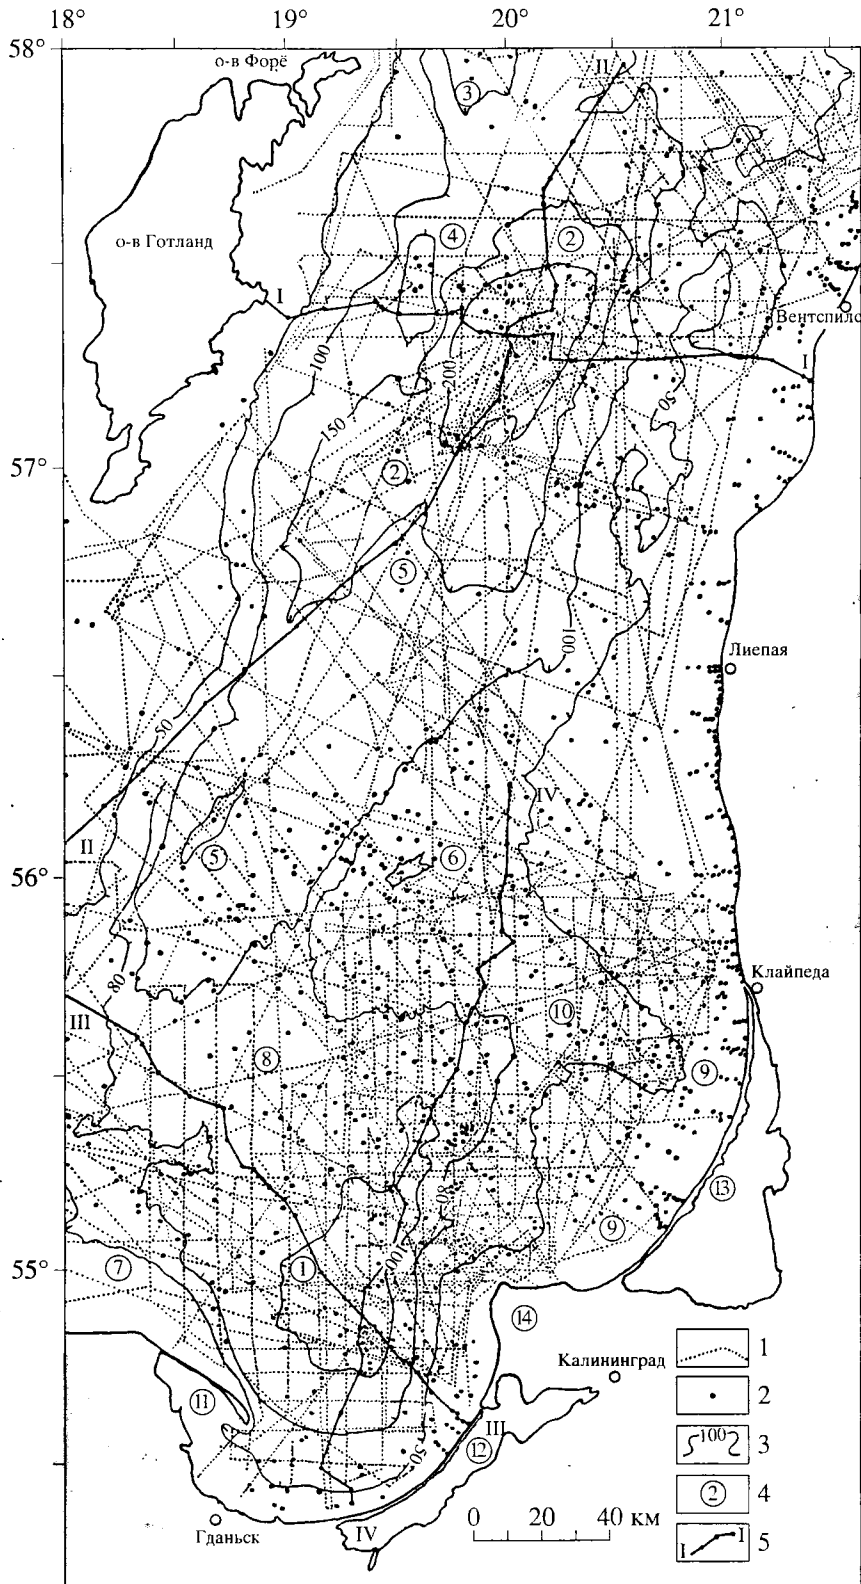 18° 19° 20° 21°
58°
о-в Форё
II
3
4
2
о-в Готланд
I
Вентспилс
I
100
200
50
150
57°
2
5
100
Лиепая
50
IV
II
5
6
56°
80
Клайпеда
III
10
8
9
13
80
9
55°
7
1
100
14
Калининград
11
III
12
50
Гданьск
IV
0 20 40 км
1
2
100 3
2 4
I I 5